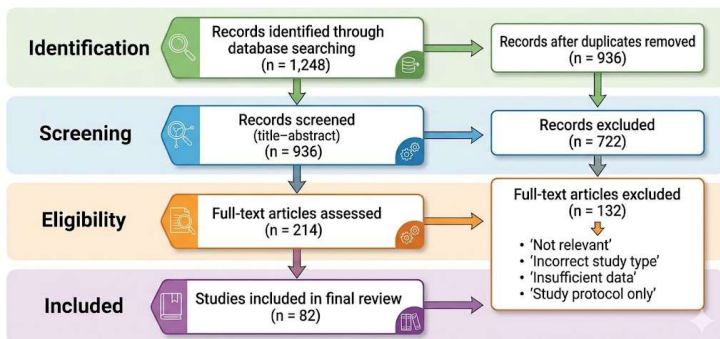 Identification
Records identified through
database searching
(n = 1,248)
Records after duplicates removed
(n = 936)
Screening
Records screened
(title–abstract)
(n = 936)
Records excluded
(n = 722)
Eligibility
Full-text articles assessed
(n = 214)
Full-text articles excluded
(n = 132)
• ‘Not relevant’
• ‘Incorrect study type’
• ‘Insufficient data’
• ‘Study protocol only’
Included
Studies included in final review
(n = 82)